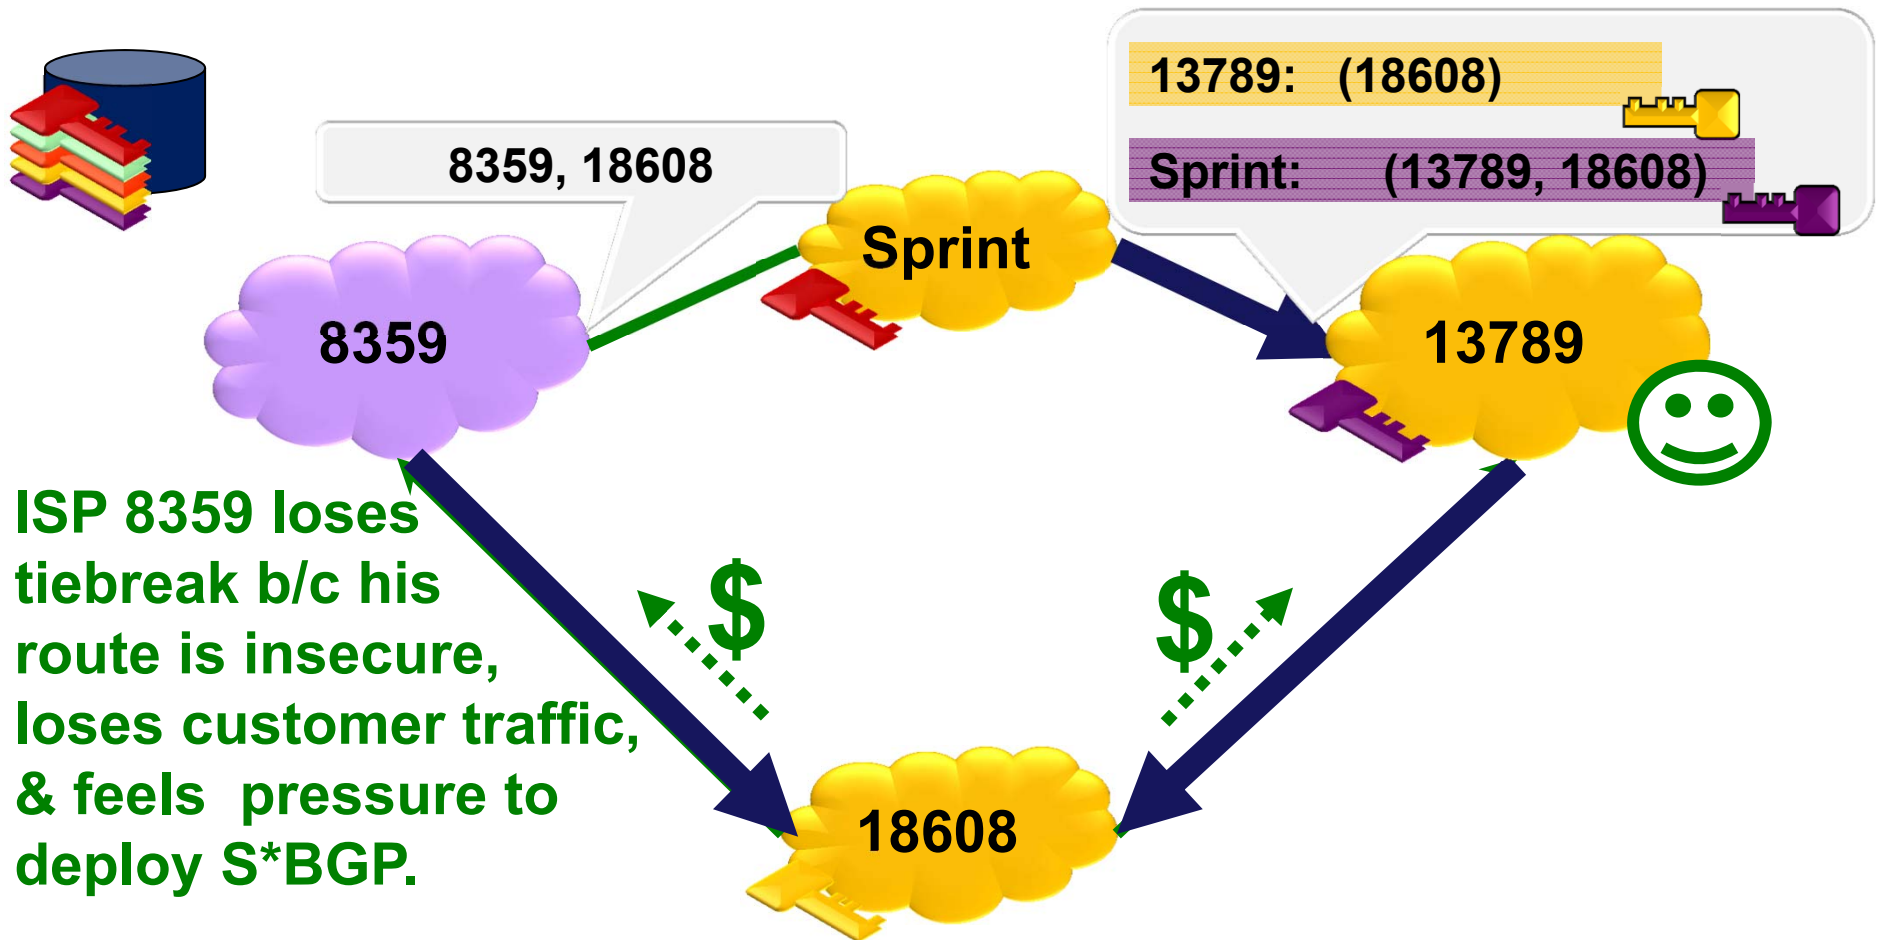 13789: (18608)
Sprint: (13789, 18608)
8359, 18608
Sprint
8359
13789
ISP 8359 loses
tiebreak b/c his
route is insecure,
loses customer traffic,
& feels pressure to
deploy S*BGP.
$
$
18608